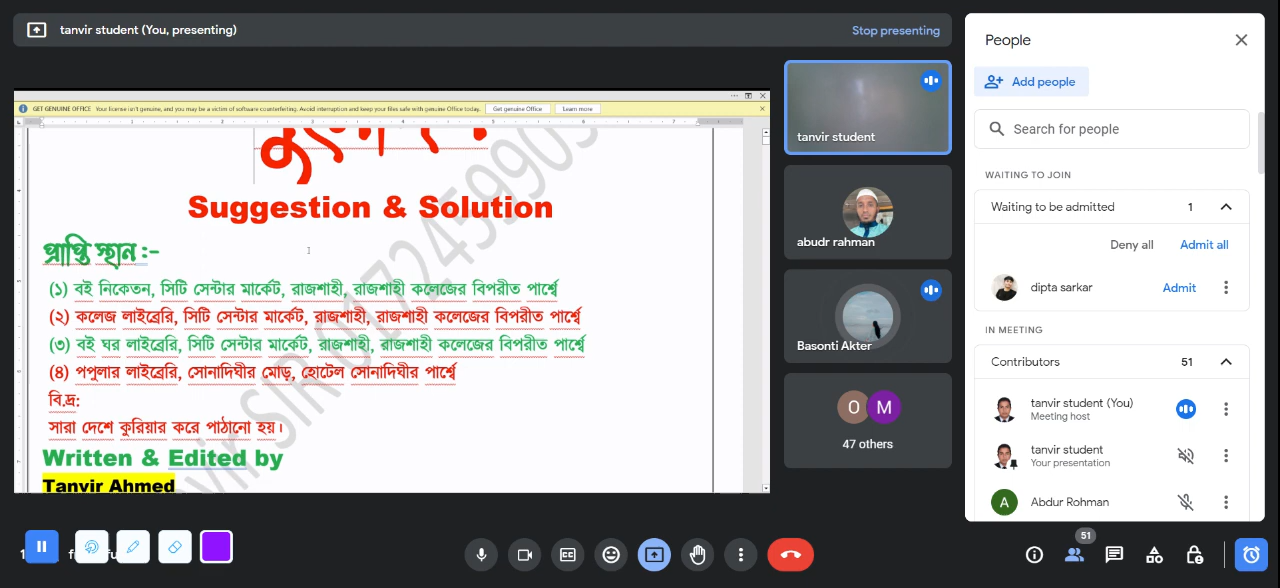 tanvir student (You, presenting)
Stop presenting
GET GENUINE OFFICE Your license isn't genuine, and you may be a victim of software counterfeiting. Avoid interruption and keep your files safe with genuine Office today. Get genuine Office Learn more
Suggestion & Solution
প্রাপ্তি স্থান :-
(১) বই নিকেতন, সিটি সেন্টার মার্কেট, রাজশাহী, রাজশাহী কলেজের বিপরীত পার্শ্বে
(২) কলেজ লাইব্রেরি, সিটি সেন্টার মার্কেট, রাজশাহী, রাজশাহী কলেজের বিপরীত পার্শ্বে
(৩) বই ঘর লাইব্রেরি, সিটি সেন্টার মার্কেট, রাজশাহী, রাজশাহী কলেজের বিপরীত পার্শ্বে
(৪) পপুলার লাইব্রেরি, সোনাদিঘীর মোড়, হোটেল সোনাদিঘীর পার্শ্বে
বি.দ্র:
সারা দেশে কুরিয়ার করে পাঠানো হয়।
Written & Edited by
Tanvir Ahmed
SIR
tanvir student
abudr rahman
Basonti Akter
O M
47 others
People
Add people
Search for people
WAITING TO JOIN
Waiting to be admitted 1
Deny all Admit all
dipta sarkar Admit
IN MEETING
Contributors 51
tanvir student (You)
Meeting host
tanvir student
Your presentation
A Abdur Rohman
51